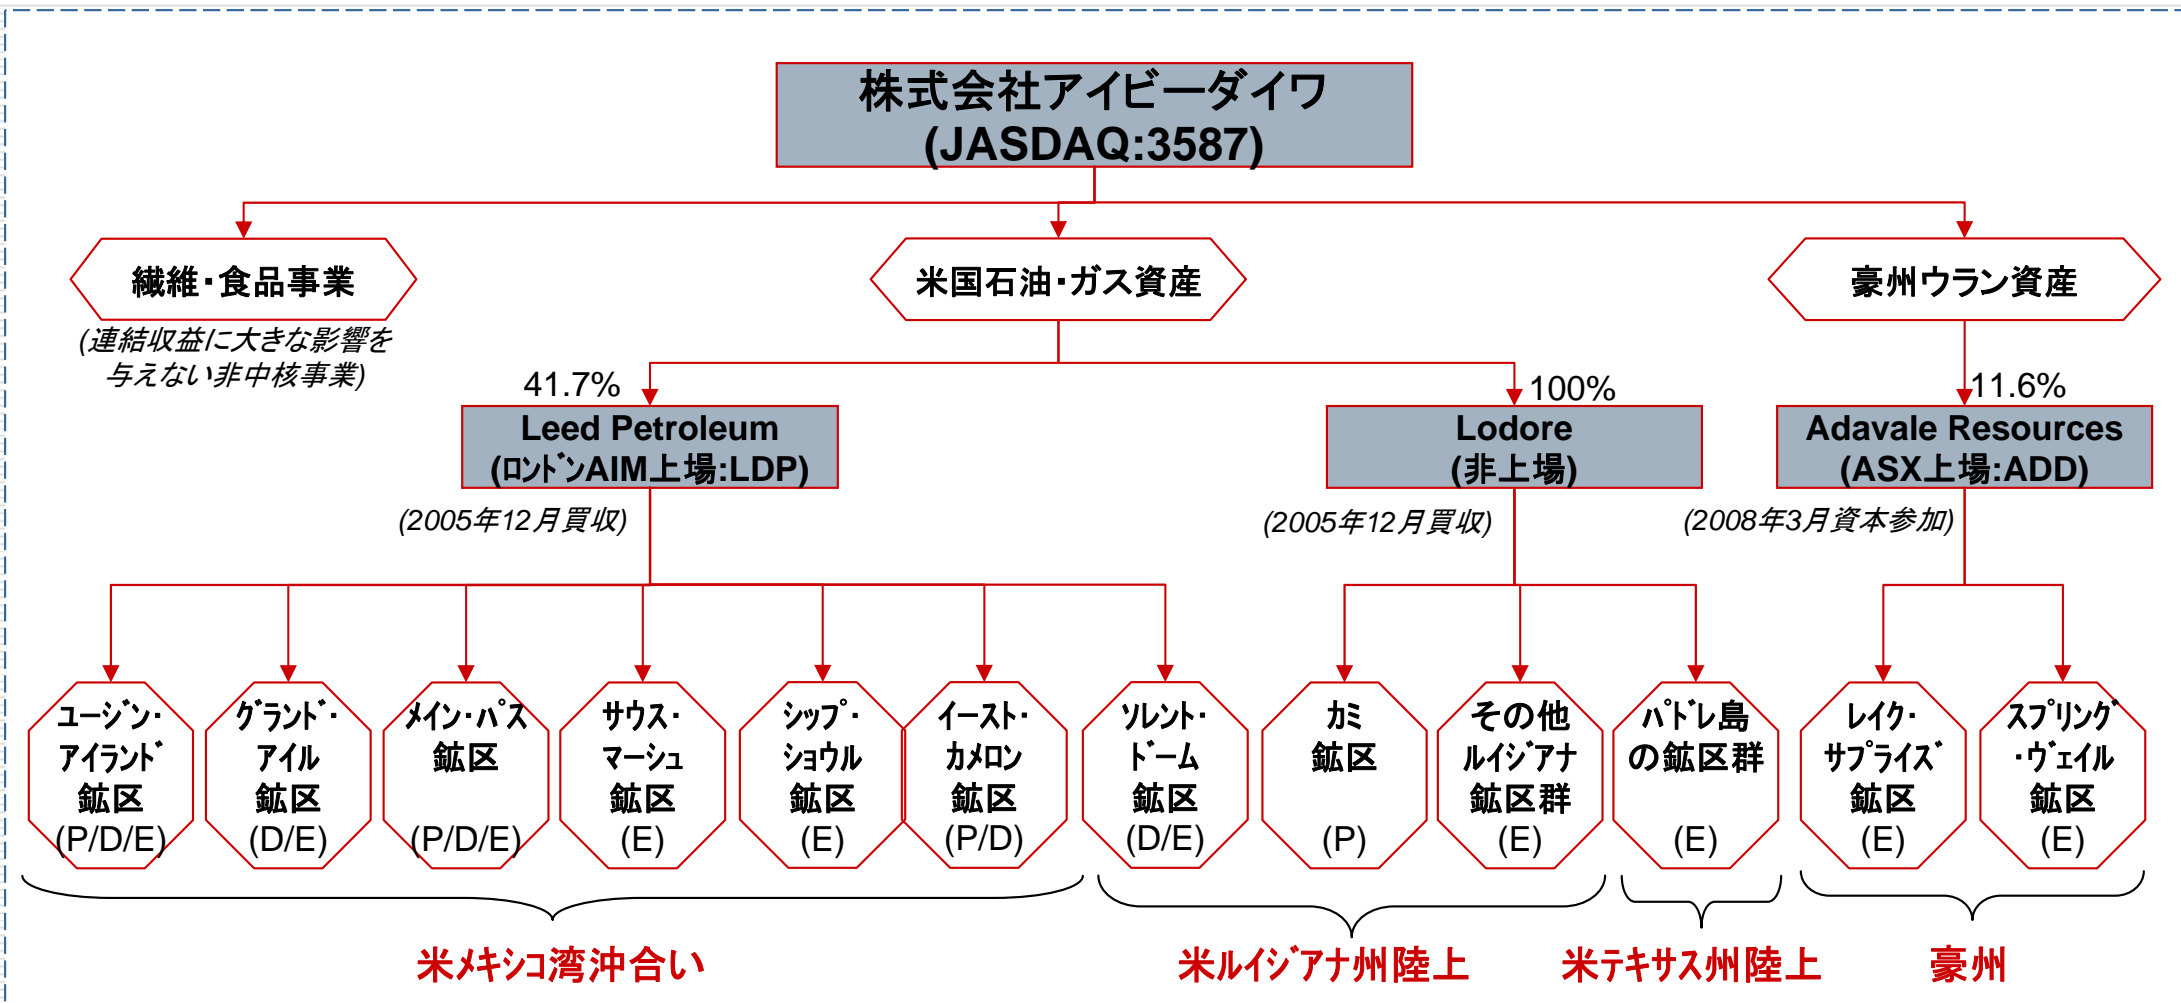 株式会社アイビーダイワ
(JASDAQ:3587)
繊維・食品事業
(連結収益に大きな影響を
与えない非中核事業)
米国石油・ガス資産
豪州ウラン資産
41.7%
Leed Petroleum
(ﾛﾝﾄﾞﾝAIM上場:LDP)
(2005年12月買収)
100%
Lodore
(非上場)
(2005年12月買収)
11.6%
Adavale Resources
(ASX上場:ADD)
(2008年3月資本参加)
ユージン・
アイランド
鉱区
(P/D/E)
グランド・
アイル
鉱区
(D/E)
メイン・パス
鉱区
(P/D/E)
サウス・
マーシュ
鉱区
(E)
シップ・
ショウル
鉱区
(E)
イースト・
カメロン
鉱区
(P/D)
ソレント・
ドーム
鉱区
(D/E)
カミ
鉱区
(P)
その他
ルイジアナ
鉱区群
(E)
パドレ島
の鉱区群
(E)
レイク・
サプライズ
鉱区
(E)
スプリング
・ヴェイル
鉱区
(E)
米メキシコ湾沖合い
米ルイジアナ州陸上
米テキサス州陸上
豪州